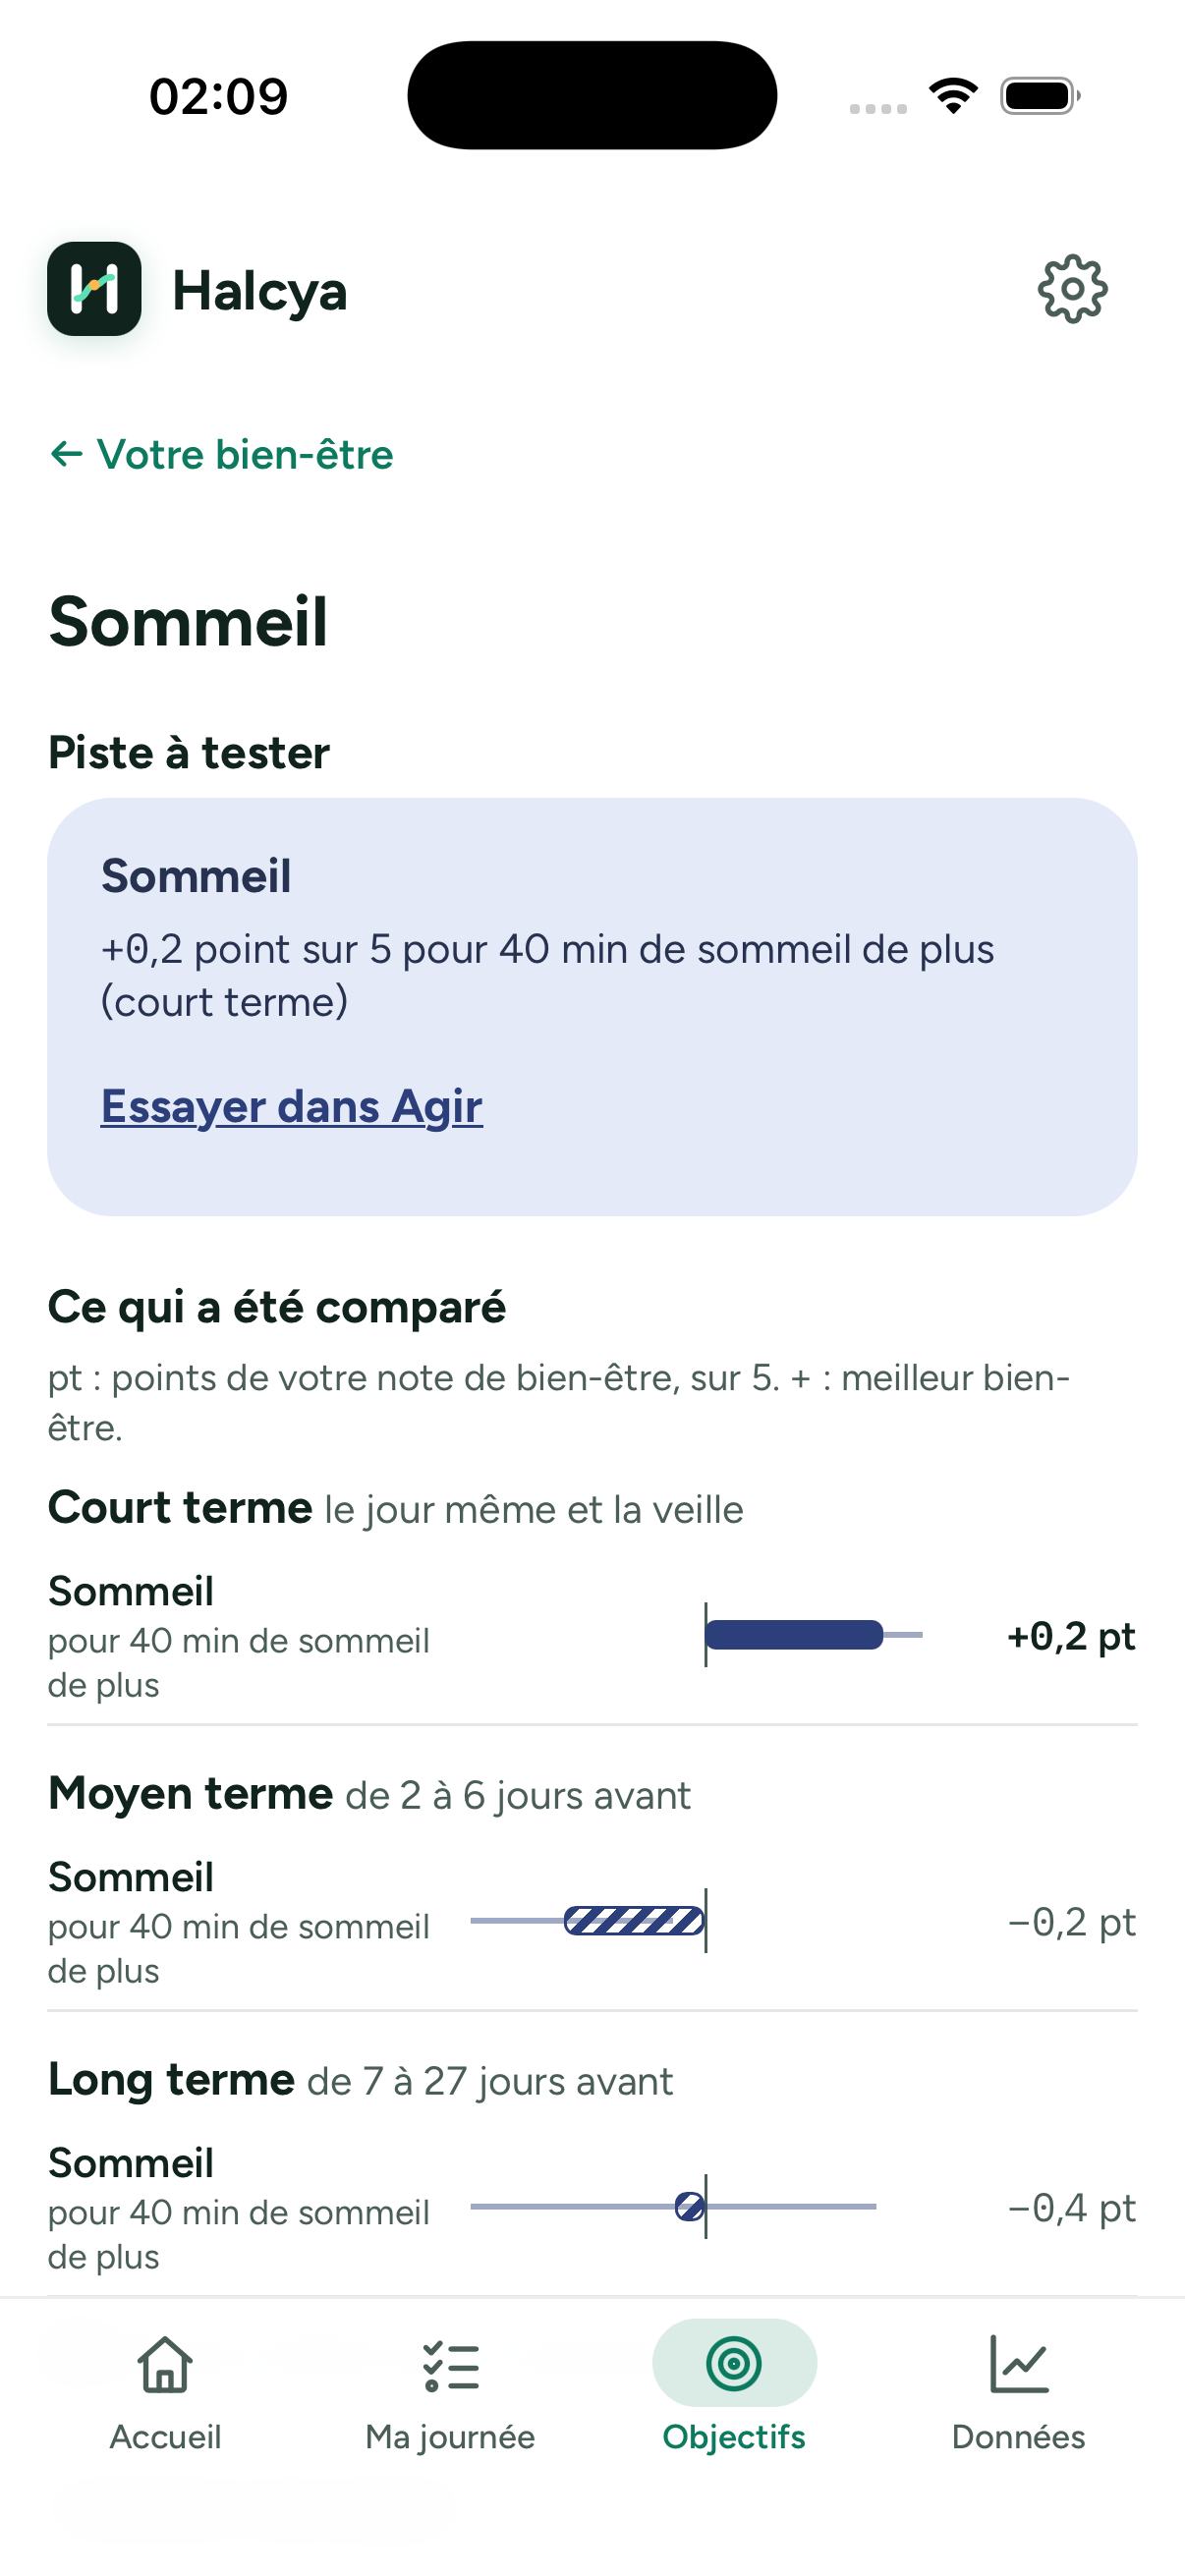 02:09
Halcya
← Votre bien-être
Sommeil
Piste à tester
Sommeil
+0,2 point sur 5 pour 40 min de sommeil de plus
(court terme)
Essayer dans Agir
Ce qui a été comparé
pt : points de votre note de bien-être, sur 5. + : meilleur bien-
être.
Court terme le jour même et la veille
Sommeil
pour 40 min de sommeil
de plus
+0,2 pt
Moyen terme de 2 à 6 jours avant
Sommeil
pour 40 min de sommeil
de plus
−0,2 pt
Long terme de 7 à 27 jours avant
Sommeil
pour 40 min de sommeil
de plus
−0,4 pt
Accueil
Ma journée
Objectifs
Données